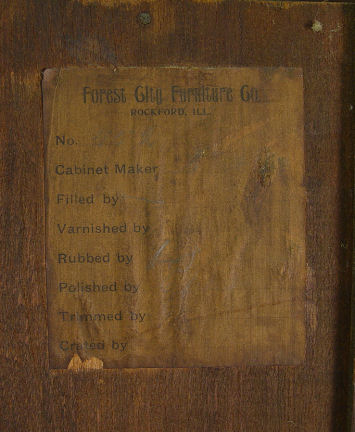 Forest City Furniture Co.
ROCKFORD, ILL.
No.
Cabinet Maker
Filled by
Varnished by
Rubbed by
Polished by
Trimmed by
Crated by